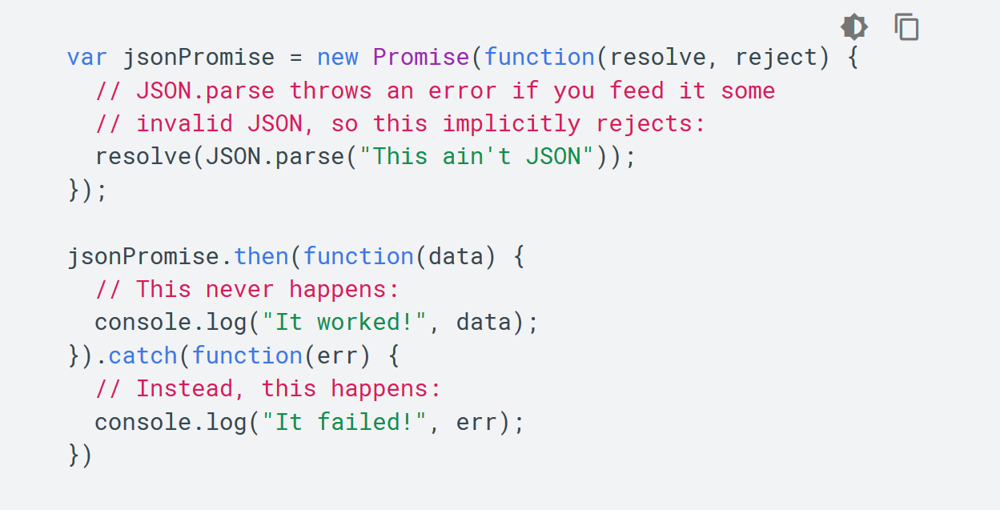 var jsonPromise = new Promise(function(resolve, reject) {
  // JSON.parse throws an error if you feed it some
  // invalid JSON, so this implicitly rejects:
  resolve(JSON.parse("This ain't JSON"));
});

jsonPromise.then(function(data) {
  // This never happens:
  console.log("It worked!", data);
}).catch(function(err) {
  // Instead, this happens:
  console.log("It failed!", err);
})